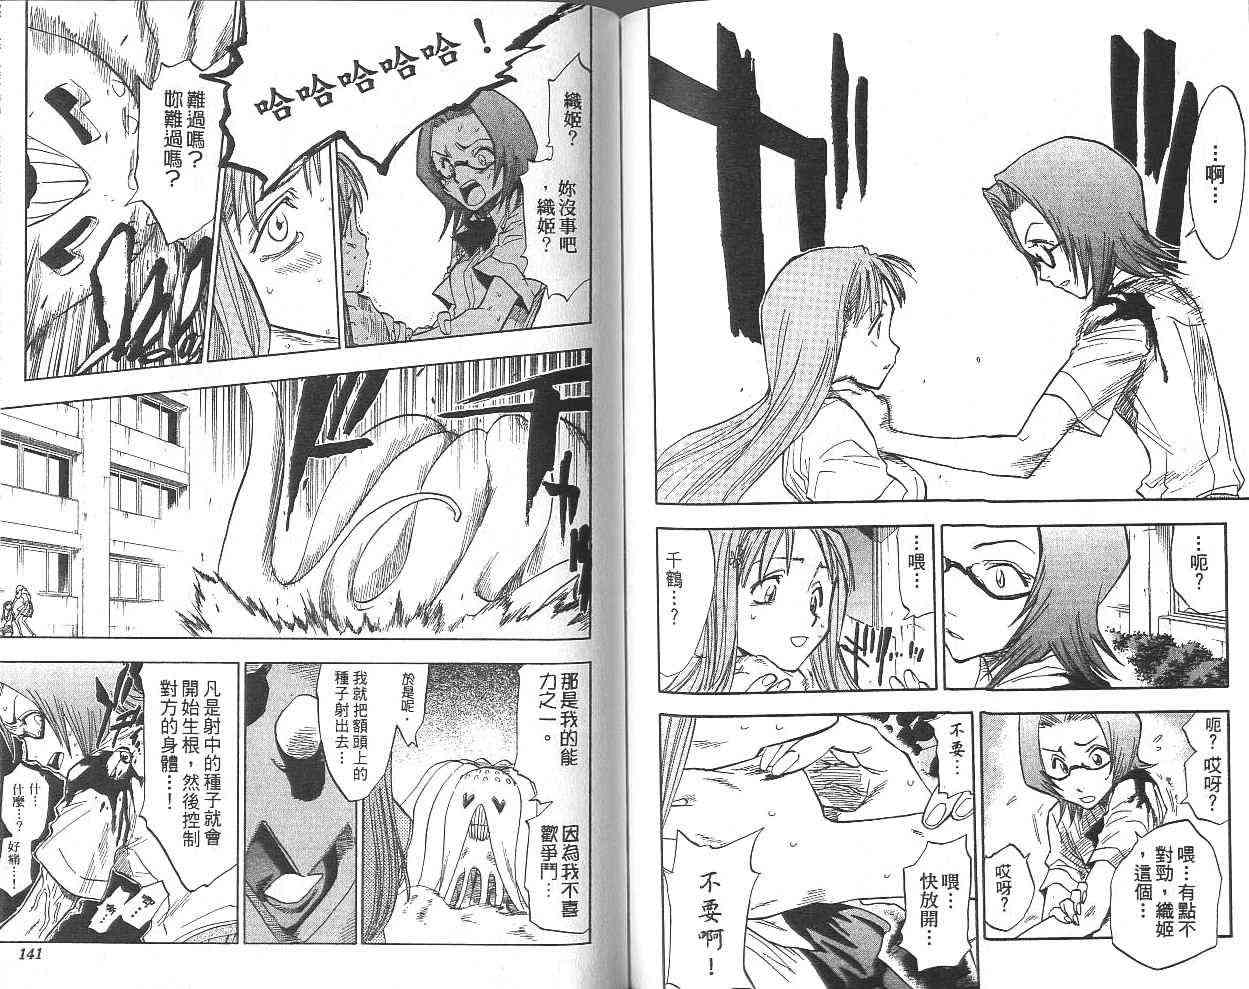 …啊…
…呃?
…喂…
千鶴…?
呃?哎呀?
喂…有點不
對勁,織姬
,這個…
哎呀?
不要…
喂…
快放開…
不要啊!
織姬?
妳沒事吧
,織姬?
哈哈哈哈哈!
難過嗎?
妳難過嗎?
那是我的能
力之一。
因為我不喜
歡爭鬥…
於是呢,
我就把額頭上的
種子射出去…
凡是射中的種子就會
開始生根,然後控制
對方的身體…!
什…
什麼…?
好痛……
141